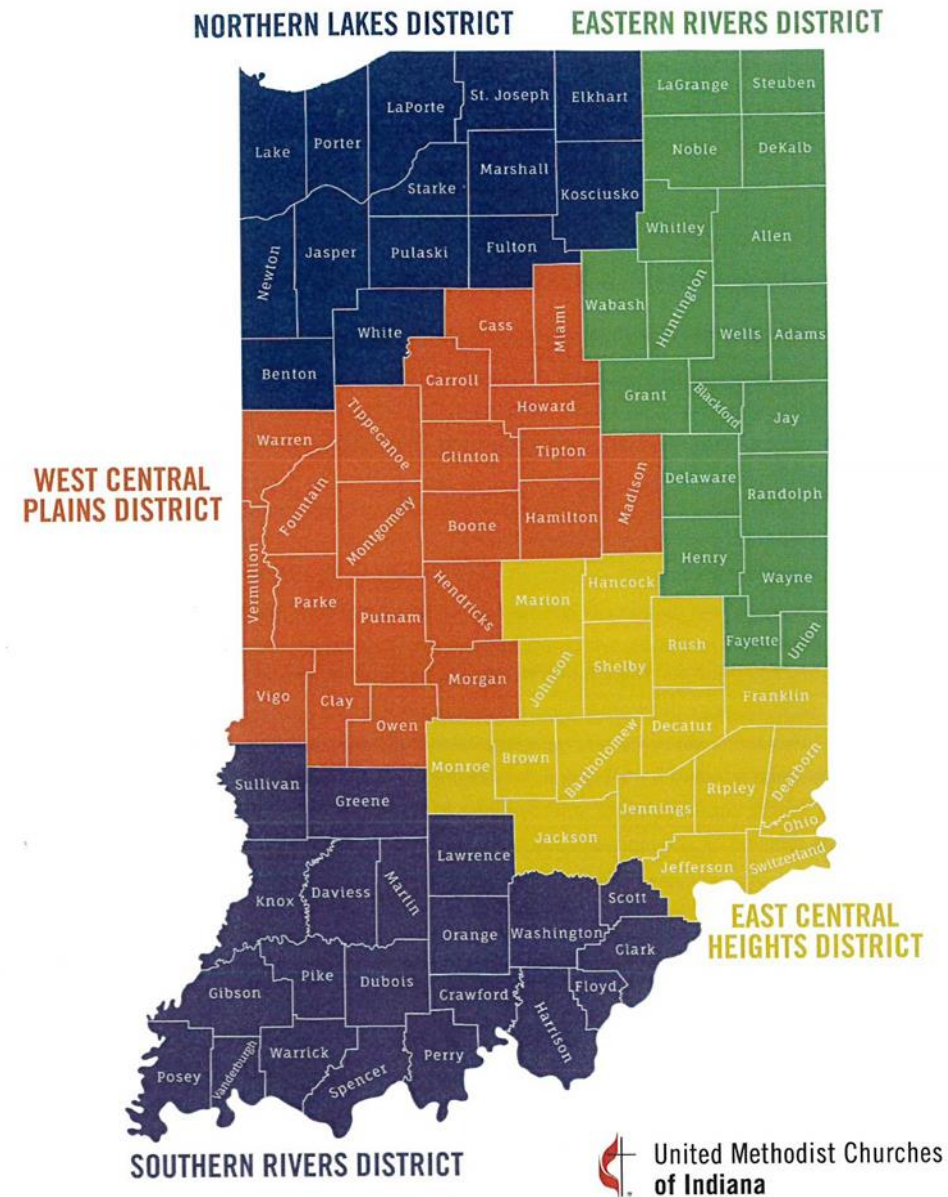 NORTHERN LAKES DISTRICT
EASTERN RIVERS DISTRICT
Lake
Porter
LaPorte
St. Joseph
Elkhart
LaGrange
Steuben
Noble
DeKalb
Starke
Marshall
Kosciusko
Whitley
Allen
Newton
Jasper
Pulaski
Fulton
Wabash
Huntington
Wells
Adams
White
Cass
Miami
Benton
Carroll
Grant
Blackford
Jay
Howard
Warren
Tippecanoe
Clinton
Tipton
Madison
Delaware
Randolph
WEST CENTRAL
PLAINS DISTRICT
Fountain
Montgomery
Boone
Hamilton
Henry
Wayne
Vermillion
Parke
Putnam
Hendricks
Marion
Hancock
Rush
Fayette
Union
Vigo
Clay
Owen
Morgan
Johnson
Shelby
Decatur
Franklin
Monroe
Brown
Bartholomew
Jennings
Ripley
Dearborn
Ohio
Switzerland
Jefferson
Jackson
Sullivan
Greene
Lawrence
Knox
Daviess
Martin
Orange
Washington
Scott
Clark
EAST CENTRAL
HEIGHTS DISTRICT
Gibson
Pike
Dubois
Crawford
Floyd
Harrison
Posey
Vanderburgh
Warrick
Spencer
Perry
SOUTHERN RIVERS DISTRICT
United Methodist Churches
of Indiana